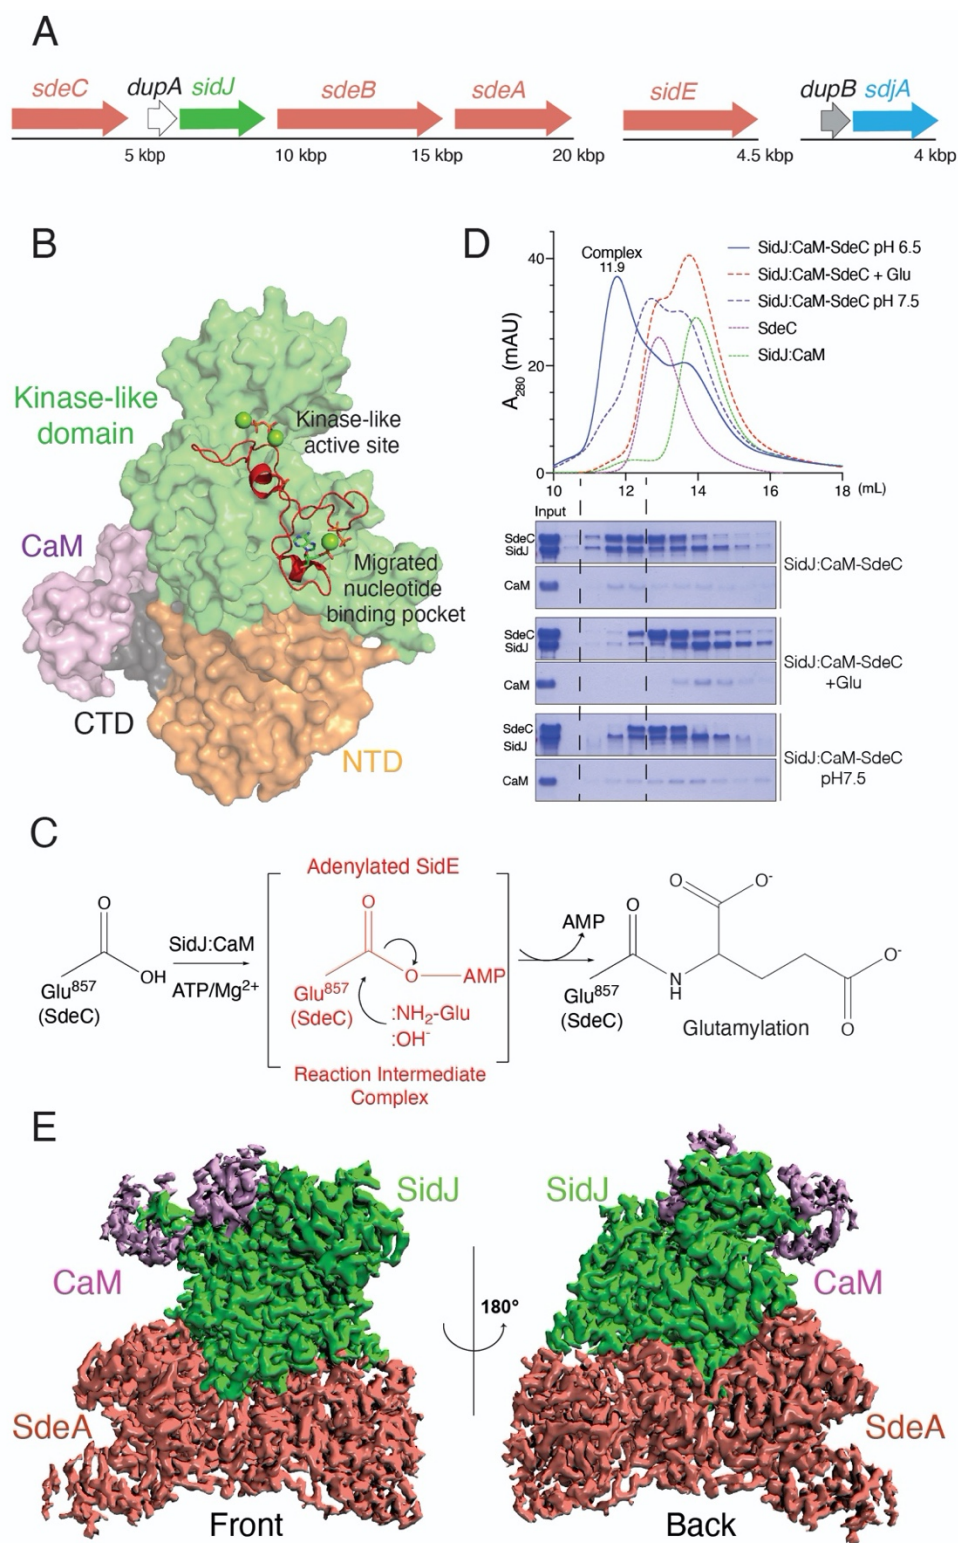 A
sdeC
dupA
sidJ
sdeB
sdeA
sidE
dupB
sdjA
5 kbp
10 kbp
15 kbp
20 kbp
4.5 kbp
4 kbp
B
Kinase-like
domain
Kinase-like
active site
CaM
Migrated
nucleotide
binding pocket
CTD
NTD
D
Complex
11.9
SidJ:CaM-SdeC pH 6.5
SidJ:CaM-SdeC + Glu
SidJ:CaM-SdeC pH 7.5
SdeC
SidJ:CaM
A280 (mAU)
40
20
0
10
12
14
16
18
(mL)
Input
SdeC
SidJ
CaM
SidJ:CaM-SdeC
SdeC
SidJ
CaM
SidJ:CaM-SdeC
+Glu
SdeC
SidJ
CaM
SidJ:CaM-SdeC
pH7.5
C
O
OH
Glu857
(SdeC)
SidJ:CaM
ATP/Mg2+
Adenylated SidE
O
O
AMP
Glu857
(SdeC)
:NH2-Glu
:OH-
Reaction Intermediate
Complex
AMP
O
O
O-
O-
N
H
O
Glu857
(SdeC)
Glutamylation
E
SidJ
CaM
SdeA
Front
180°
SidJ
CaM
SdeA
Back